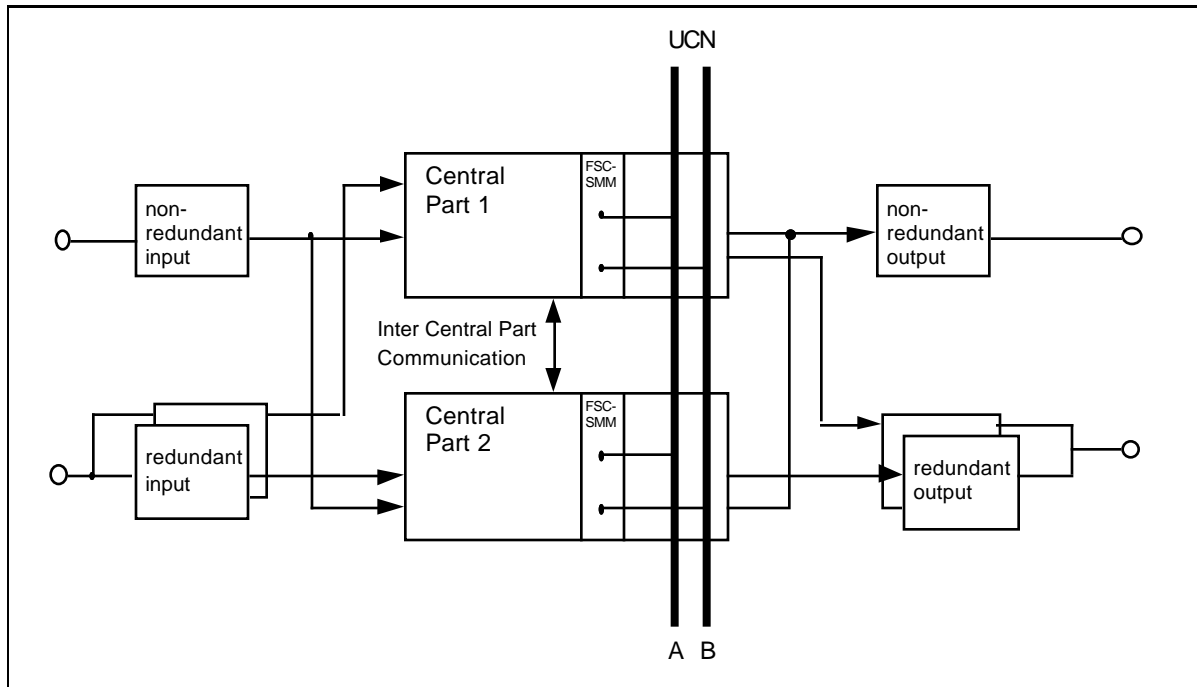 UCN
Central
Part 1
FSC-
SMM
non-
redundant
input
non-
redundant
output
Inter Central Part
Communication
Central
Part 2
FSC-
SMM
redundant
input
redundant
output
A B